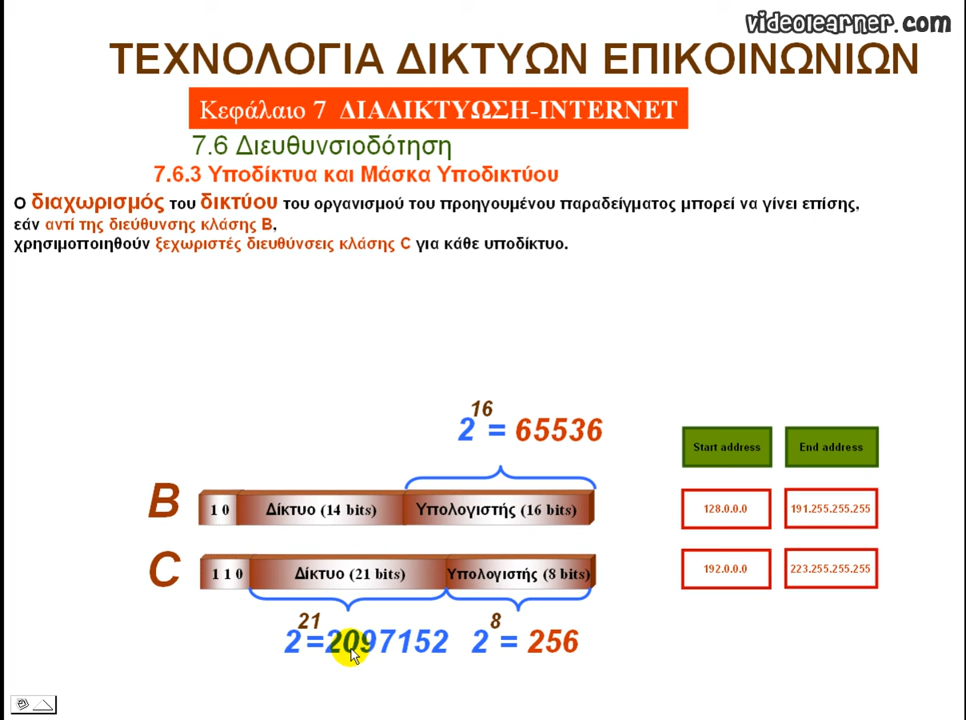 videolearner.com
ΤΕΧΝΟΛΟΓΙΑ ΔΙΚΤΥΩΝ ΕΠΙΚΟΙΝΩΝΙΩΝ
Κεφάλαιο 7 ΔΙΑΔΙΚΤΥΩΣΗ-INTERNET
7.6 Διευθυνσιοδότηση
7.6.3 Υποδίκτυα και Μάσκα Υποδικτύου
Ο διαχωρισμός του δικτύου του οργανισμού του προηγουμένου παραδείγματος μπορεί να γίνει επίσης,
εάν αντί της διεύθυνσης κλάσης Β,
χρησιμοποιηθούν ξεχωριστές διευθύνσεις κλάσης C για κάθε υποδίκτυο.
2^16 = 65536
Start address End address
B 1 0 Δίκτυο (14 bits) Υπολογιστής (16 bits) 128.0.0.0 191.255.255.255
C 1 1 0 Δίκτυο (21 bits) Υπολογιστής (8 bits) 192.0.0.0 223.255.255.255
2^21=2097152 2^8 = 256